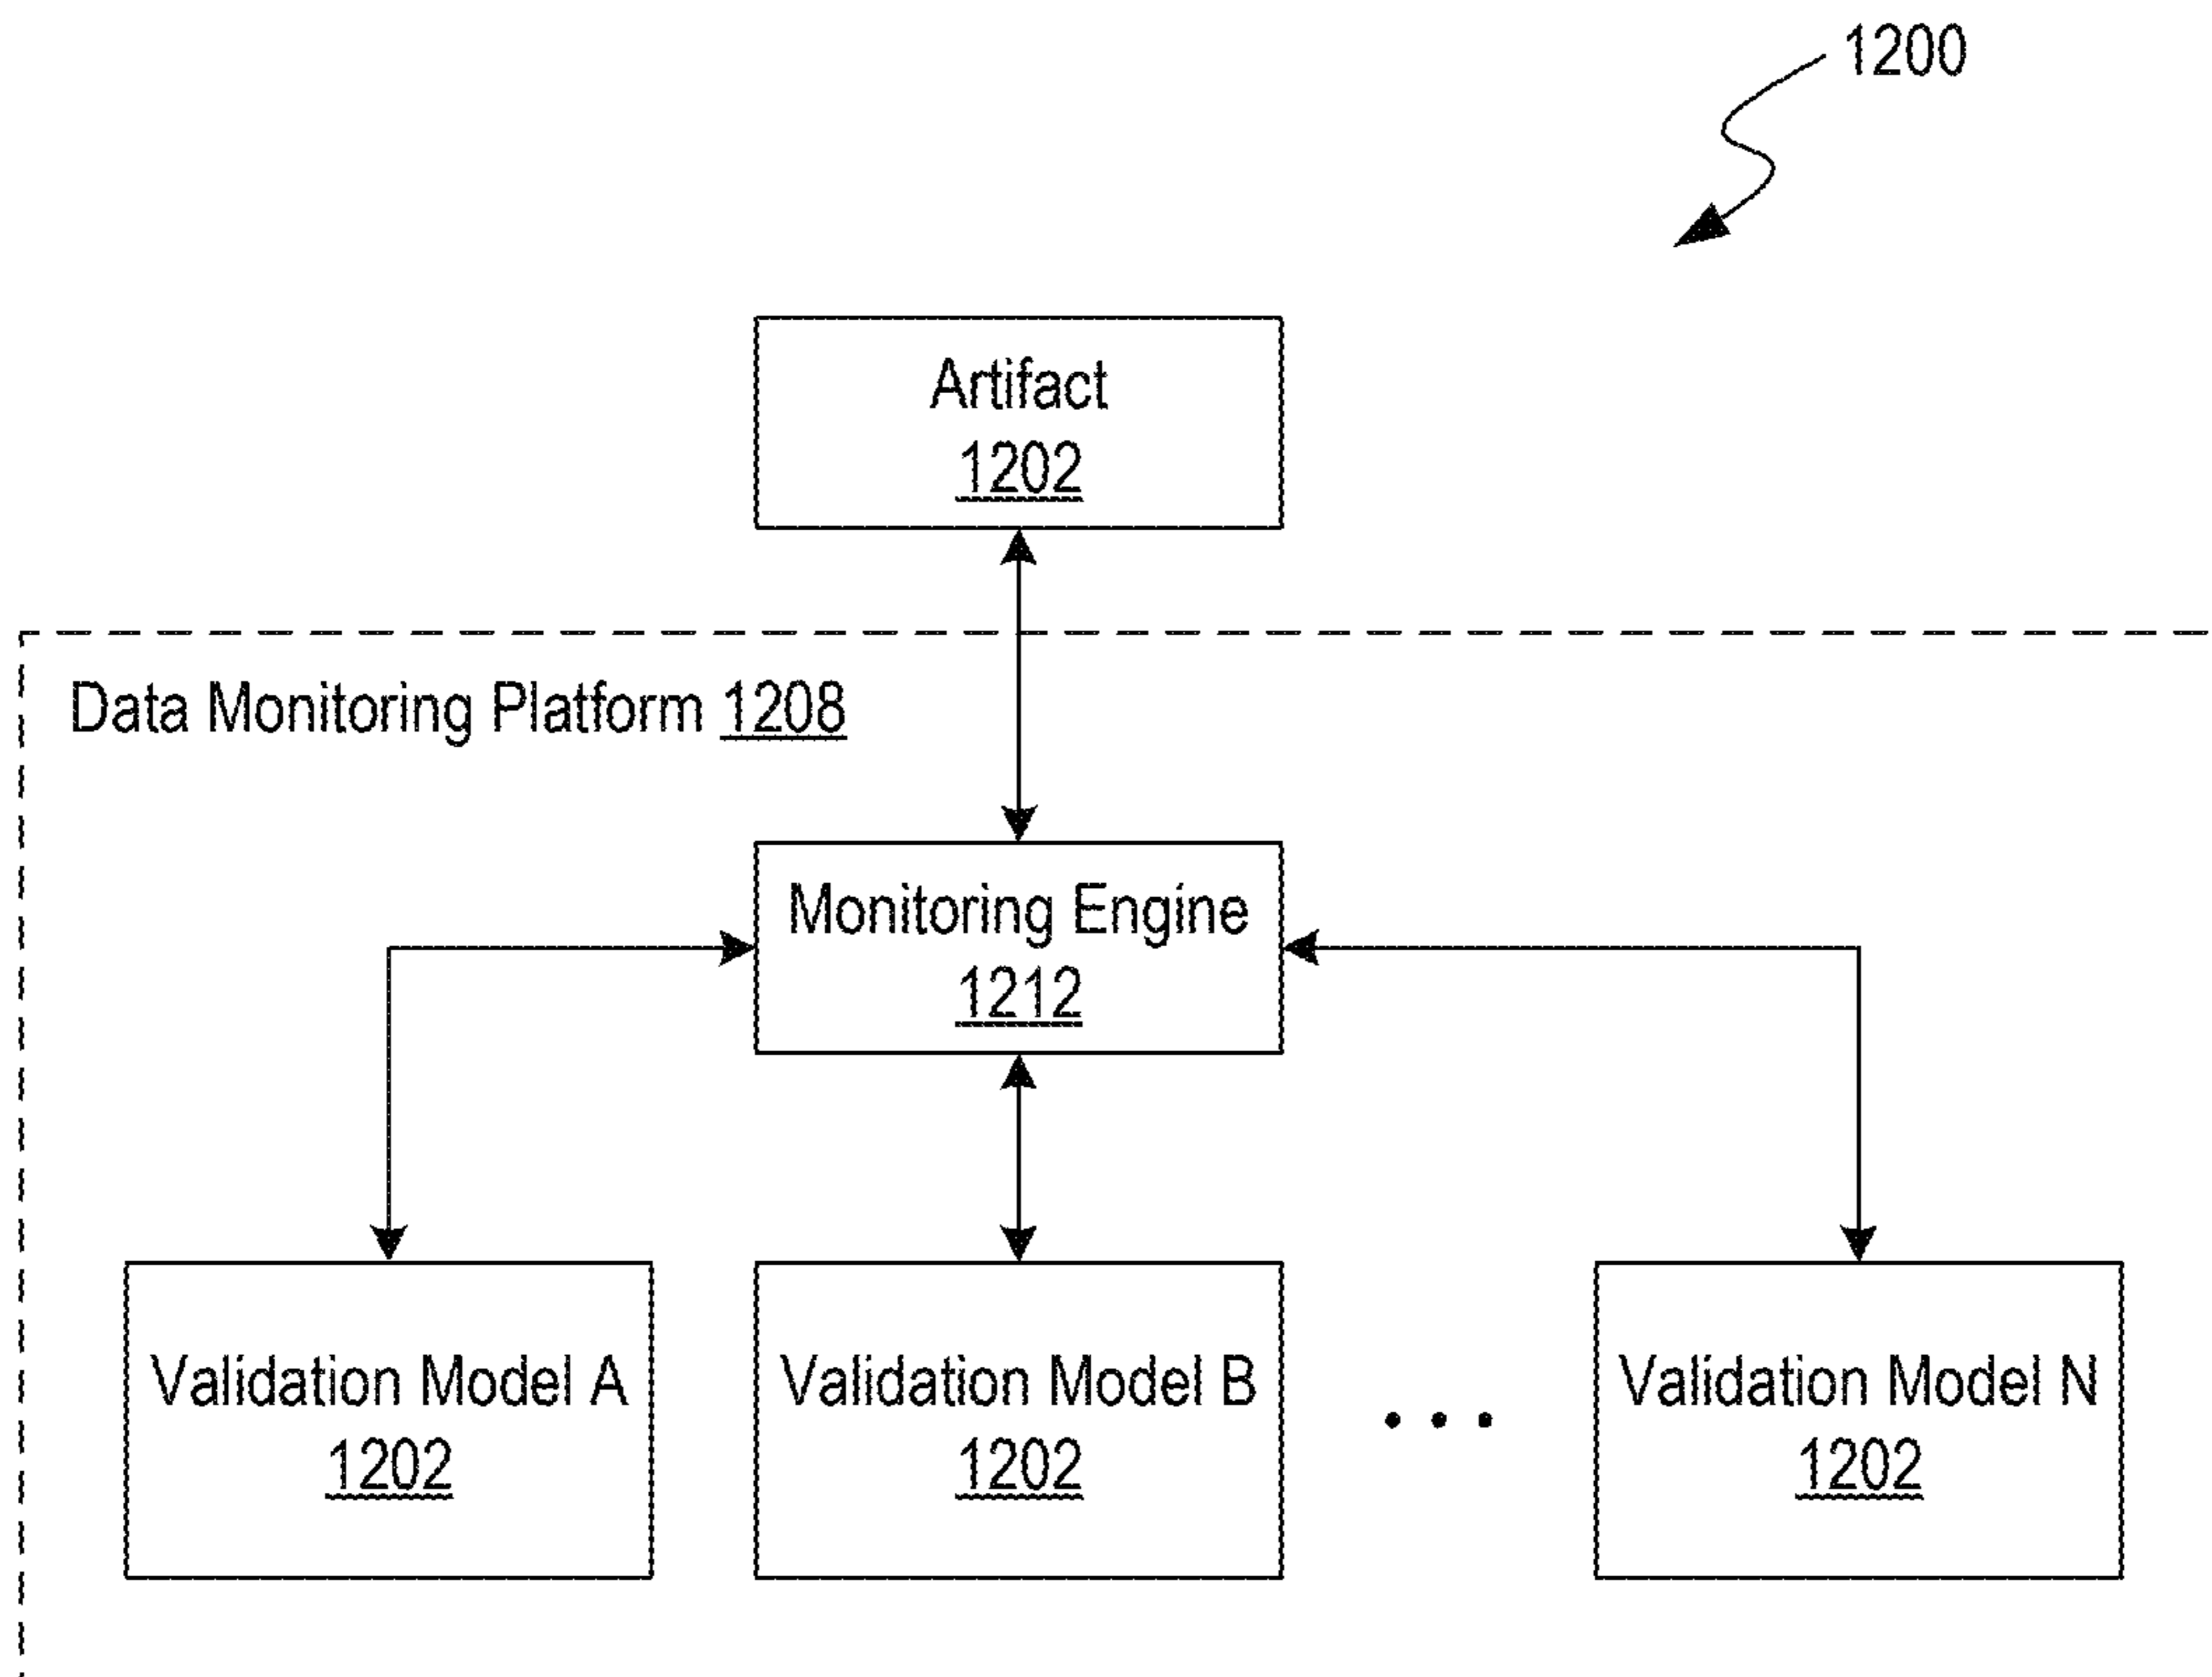 1200
Artifact
1202
Data Monitoring Platform 1208
Monitoring Engine
1212
Validation Model A
1202
Validation Model B
1202
Validation Model N
1202